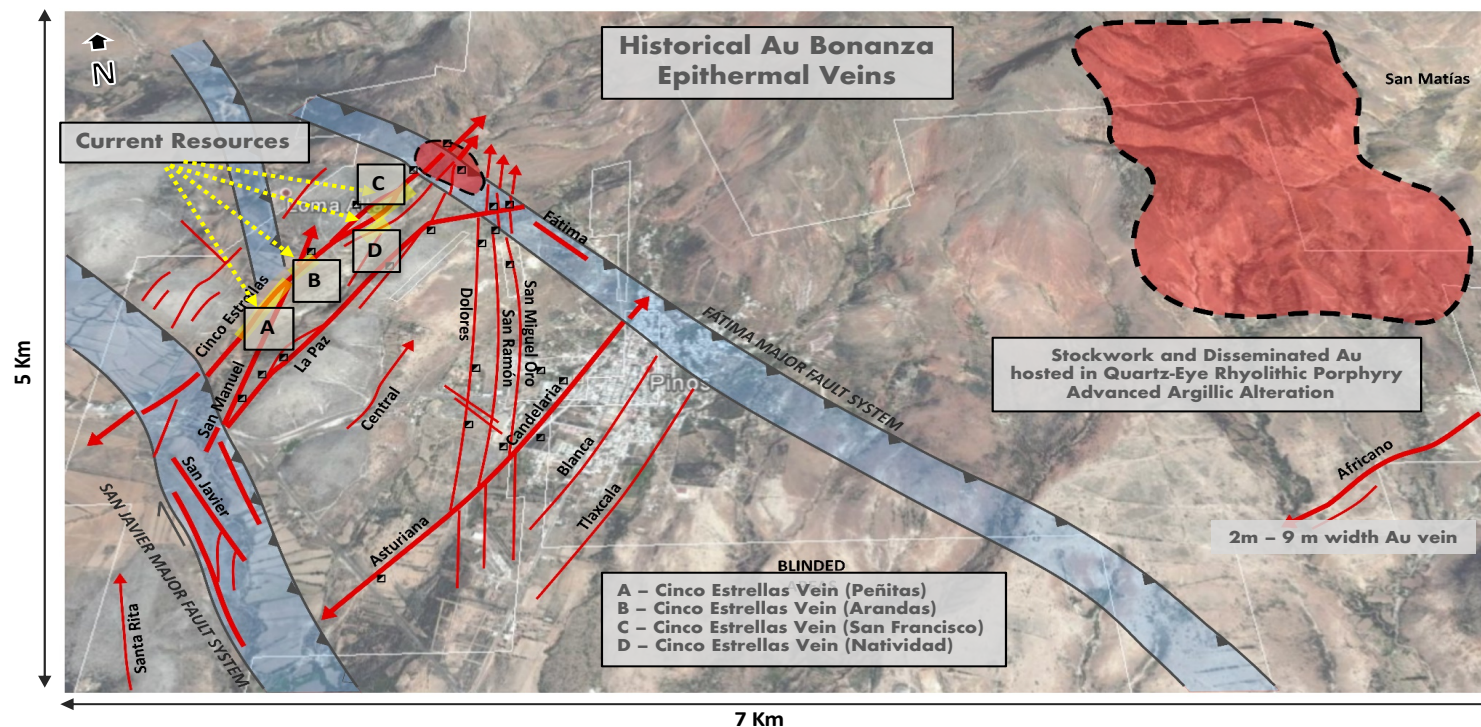 Historical Au Bonanza
Epithermal Veins
N
San Matías
Current Resources
C
Loma
D
B
A
Fátima
Cinco Estrellas
La Paz
San Manuel
Central
Dolores
San Ramón
San Miguel Oro
Candelaria
Pinos
FÁTIMA MAJOR FAULT SYSTEM
Stockwork and Disseminated Au
hosted in Quartz-Eye Rhyolithic Porphyry
Advanced Argillic Alteration
Blanca
Tlaxcala
Asturiana
San Javier
SAN JAVIER MAJOR FAULT SYSTEM
Santa Rita
Africano
2m – 9 m width Au vein
BLINDED
A – Cinco Estrellas Vein (Peñitas)
B – Cinco Estrellas Vein (Arandas)
C – Cinco Estrellas Vein (San Francisco)
D – Cinco Estrellas Vein (Natividad)
5 Km
7 Km